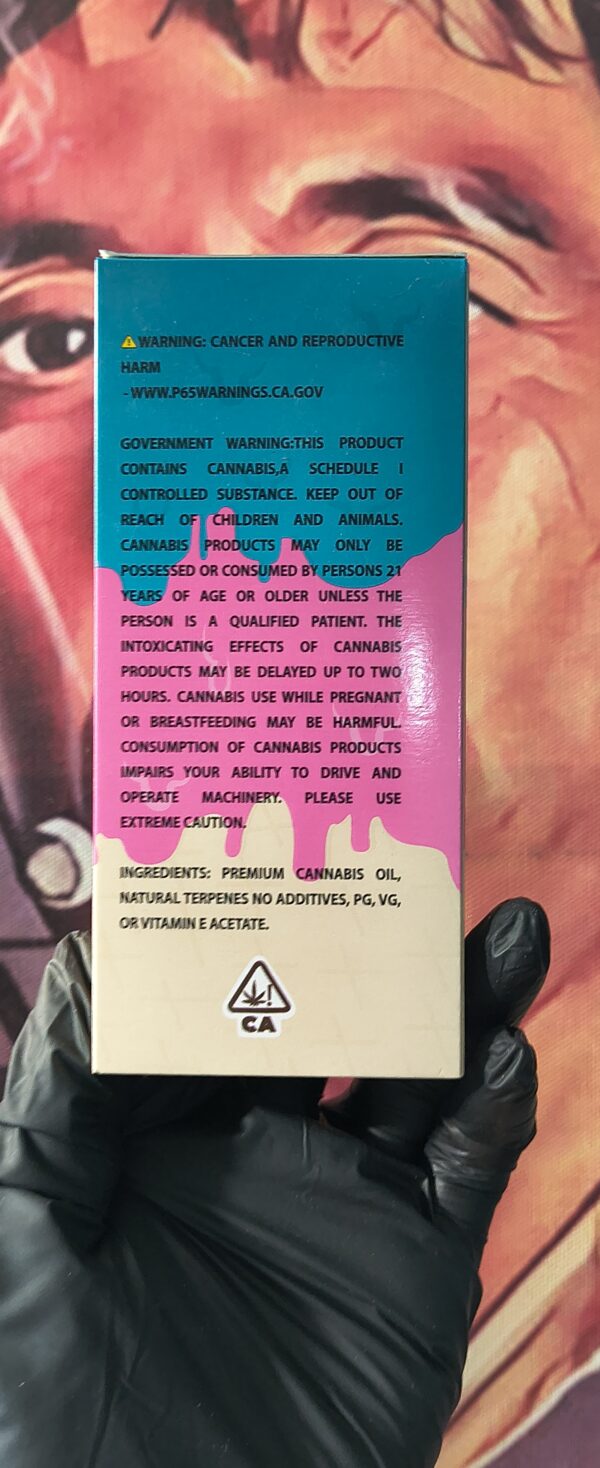 ⚠WARNING: CANCER AND REPRODUCTIVE
HARM
- WWW.P65WARNINGS.CA.GOV
GOVERNMENT WARNING:THIS PRODUCT
CONTAINS CANNABIS,A SCHEDULE I
CONTROLLED SUBSTANCE. KEEP OUT OF
REACH OF CHILDREN AND ANIMALS.
CANNABIS PRODUCTS MAY ONLY BE
POSSESSED OR CONSUMED BY PERSONS 21
YEARS OF AGE OR OLDER UNLESS THE
PERSON IS A QUALIFIED PATIENT. THE
INTOXICATING EFFECTS OF CANNABIS
PRODUCTS MAY BE DELAYED UP TO TWO
HOURS. CANNABIS USE WHILE PREGNANT
OR BREASTFEEDING MAY BE HARMFUL.
CONSUMPTION OF CANNABIS PRODUCTS
IMPAIRS YOUR ABILITY TO DRIVE AND
OPERATE MACHINERY. PLEASE USE
EXTREME CAUTION.
INGREDIENTS: PREMIUM CANNABIS OIL,
NATURAL TERPENES NO ADDITIVES, PG, VG,
OR VITAMIN E ACETATE.
!
CA